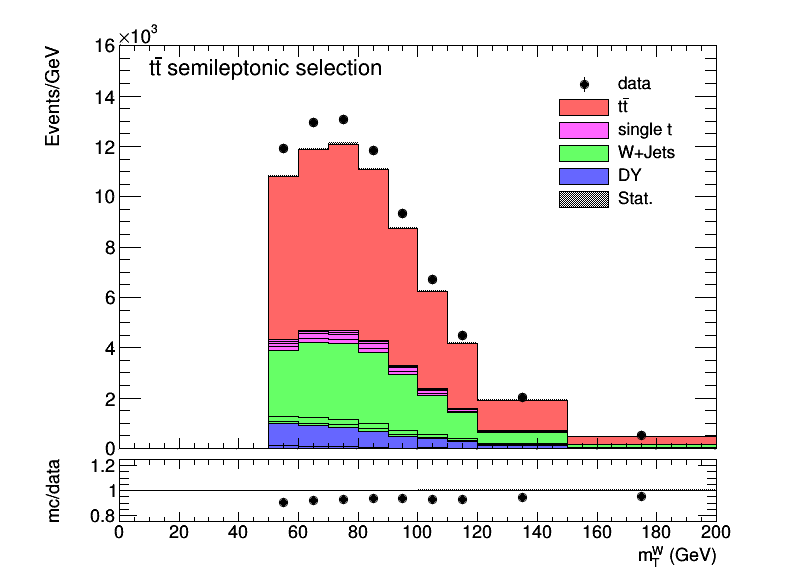 ×10³
16
14
12
10
8
6
4
2
0
Events/GeV
tt̄ semileptonic selection
data
tt̄
single t
W+Jets
DY
Stat.
1.2
1
0.8
mc/data
0 20 40 60 80 100 120 140 160 180 200
m_T^W (GeV)